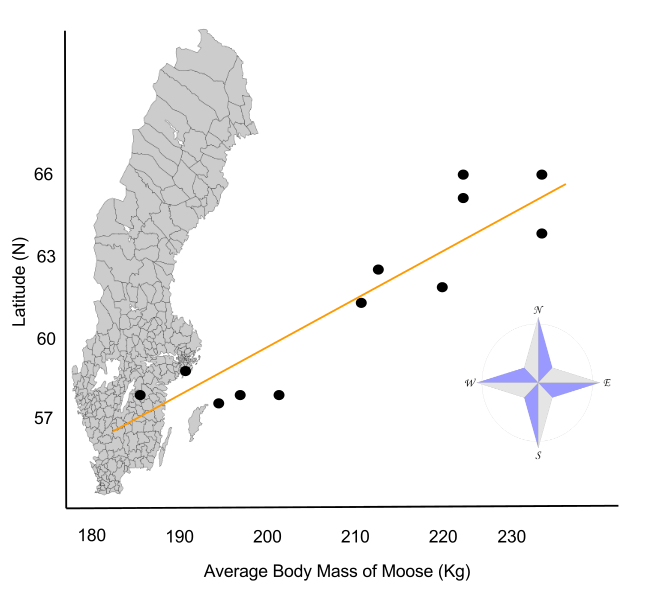 66
63
60
57
Latitude (N)
N
W
E
S
180 190 200 210 220 230
Average Body Mass of Moose (Kg)